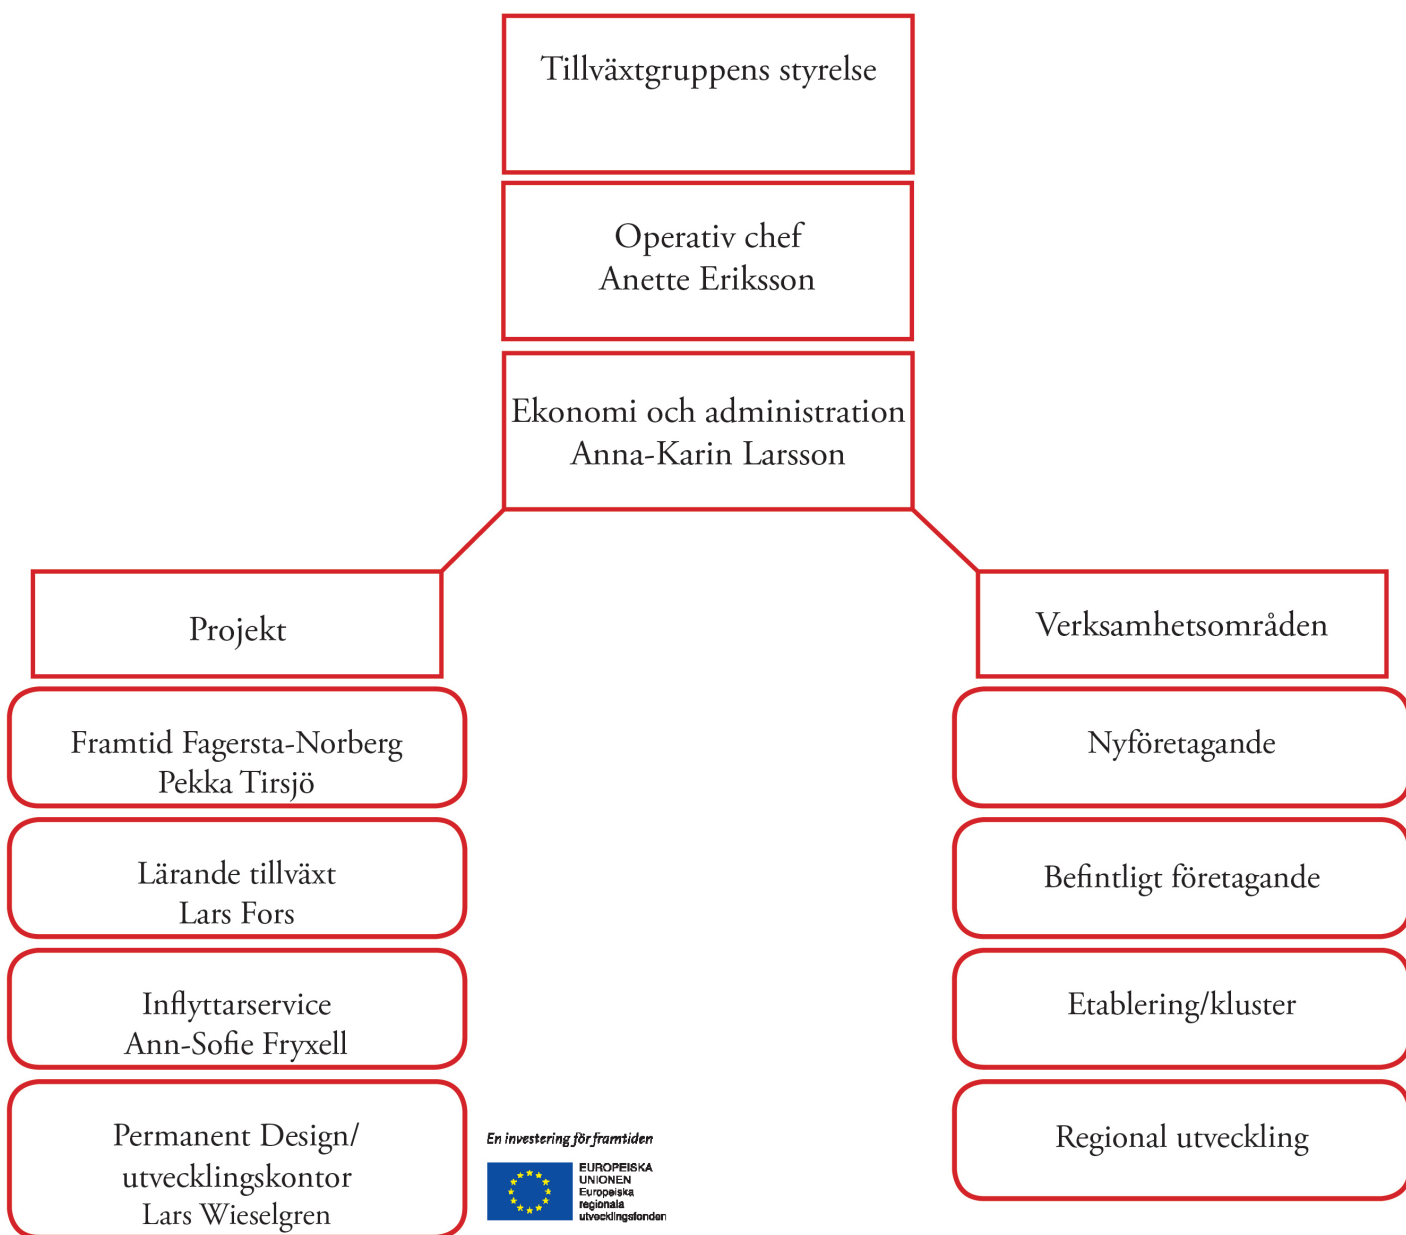 Tillväxtgruppens styrelse
Operativ chef
Anette Eriksson
Ekonomi och administration
Anna-Karin Larsson
Projekt
Framtid Fagersta-Norberg
Pekka Tirsjö
Lärande tillväxt
Lars Fors
Inflyttarservice
Ann-Sofie Fryxell
Permanent Design/
utvecklingskontor
Lars Wieselgren
Verksamhetsområden
Nyföretagande
Befintligt företagande
Etablering/kluster
Regional utveckling
En investering för framtiden
EUROPEISKA
UNIONEN
Europeiska
regionala
utvecklingsfonden